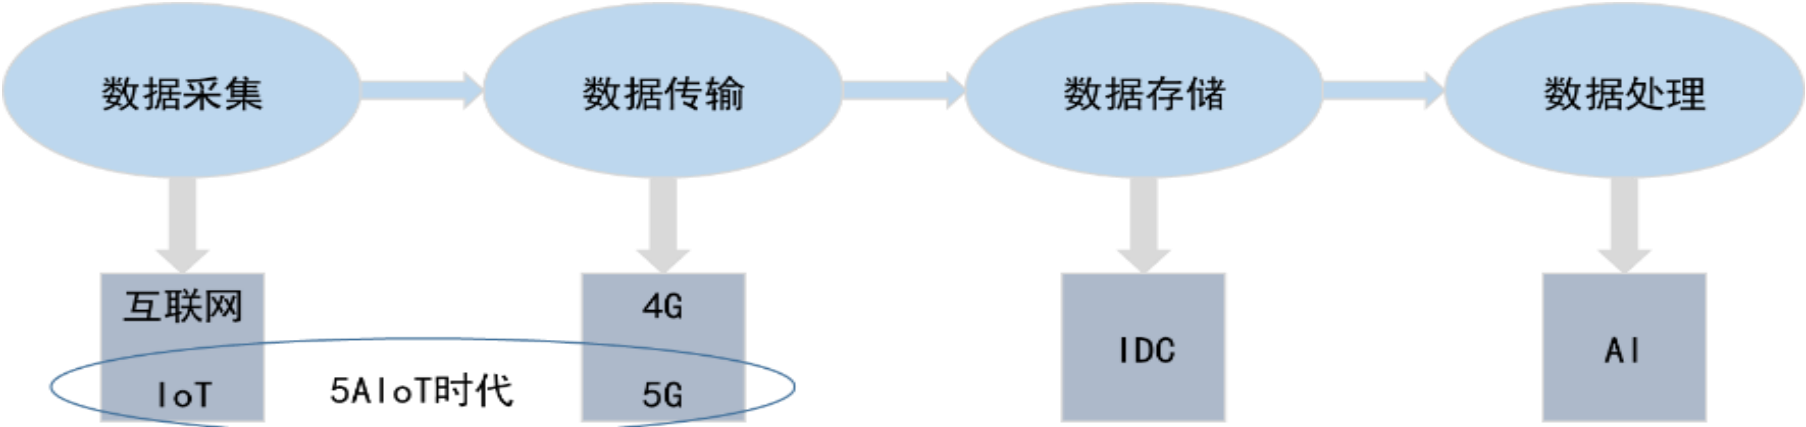 数据采集
数据传输
数据存储
数据处理
互联网
4G
IDC
AI
IoT
5AIoT时代
5G